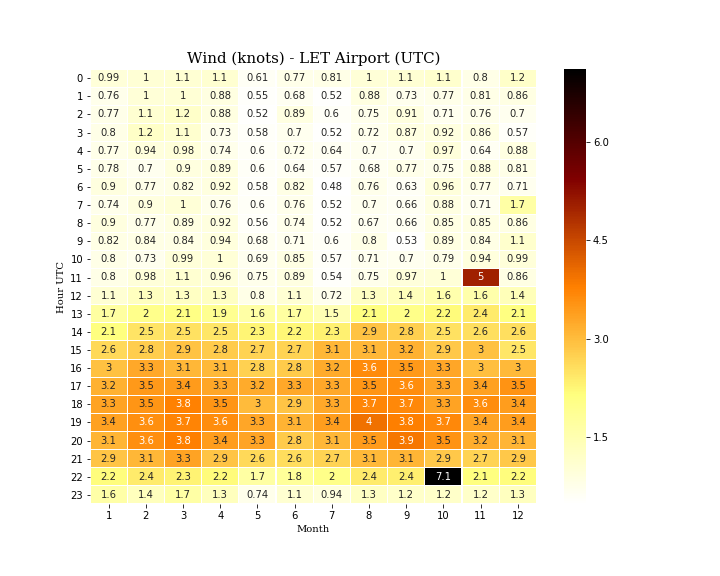 Wind (knots) - LET Airport (UTC)
0 0.99 1 1.1 1.1 0.61 0.77 0.81 1 1.1 1.1 0.8 1.2
1 0.76 1 1 0.88 0.55 0.68 0.52 0.88 0.73 0.77 0.81 0.86
2 0.77 1.1 1.2 0.88 0.52 0.89 0.6 0.75 0.91 0.71 0.76 0.7
3 0.8 1.2 1.1 0.73 0.58 0.7 0.52 0.72 0.87 0.92 0.86 0.57
4 0.77 0.94 0.98 0.74 0.6 0.72 0.64 0.7 0.7 0.97 0.64 0.88
5 0.78 0.7 0.9 0.89 0.6 0.64 0.57 0.68 0.77 0.75 0.88 0.81
6 0.9 0.77 0.82 0.92 0.58 0.82 0.48 0.76 0.63 0.96 0.77 0.71
7 0.74 0.9 1 0.76 0.6 0.76 0.52 0.7 0.66 0.88 0.71 1.7
8 0.9 0.77 0.89 0.92 0.56 0.74 0.52 0.67 0.66 0.85 0.85 0.86
9 0.82 0.84 0.84 0.94 0.68 0.71 0.6 0.8 0.53 0.89 0.84 1.1
10 0.8 0.73 0.99 1 0.69 0.85 0.57 0.71 0.7 0.79 0.94 0.99
11 0.8 0.98 1.1 0.96 0.75 0.89 0.54 0.75 0.97 1 5 0.86
12 1.1 1.3 1.3 1.3 0.8 1.1 0.72 1.3 1.4 1.6 1.6 1.4
13 1.7 2 2.1 1.9 1.6 1.7 1.5 2.1 2 2.2 2.4 2.1
14 2.1 2.5 2.5 2.5 2.3 2.2 2.3 2.9 2.8 2.5 2.6 2.6
15 2.6 2.8 2.9 2.8 2.7 2.7 3.1 3.1 3.2 2.9 3 2.5
16 3 3.3 3.1 3.1 2.8 2.8 3.2 3.6 3.5 3.3 3 3
17 3.2 3.5 3.4 3.3 3.2 3.3 3.3 3.5 3.6 3.3 3.4 3.5
18 3.3 3.5 3.8 3.5 3 2.9 3.3 3.7 3.7 3.3 3.6 3.4
19 3.4 3.6 3.7 3.6 3.3 3.1 3.4 4 3.8 3.7 3.4 3.4
20 3.1 3.6 3.8 3.4 3.3 2.8 3.1 3.5 3.9 3.5 3.2 3.1
21 2.9 3.1 3.3 2.9 2.6 2.6 2.7 3.1 3.1 2.9 2.7 2.9
22 2.2 2.4 2.3 2.2 1.7 1.8 2 2.4 2.4 7.1 2.1 2.2
23 1.6 1.4 1.7 1.3 0.74 1.1 0.94 1.3 1.2 1.2 1.2 1.3
1 2 3 4 5 6 7 8 9 10 11 12
Month
Hour UTC
6.0
4.5
3.0
1.5